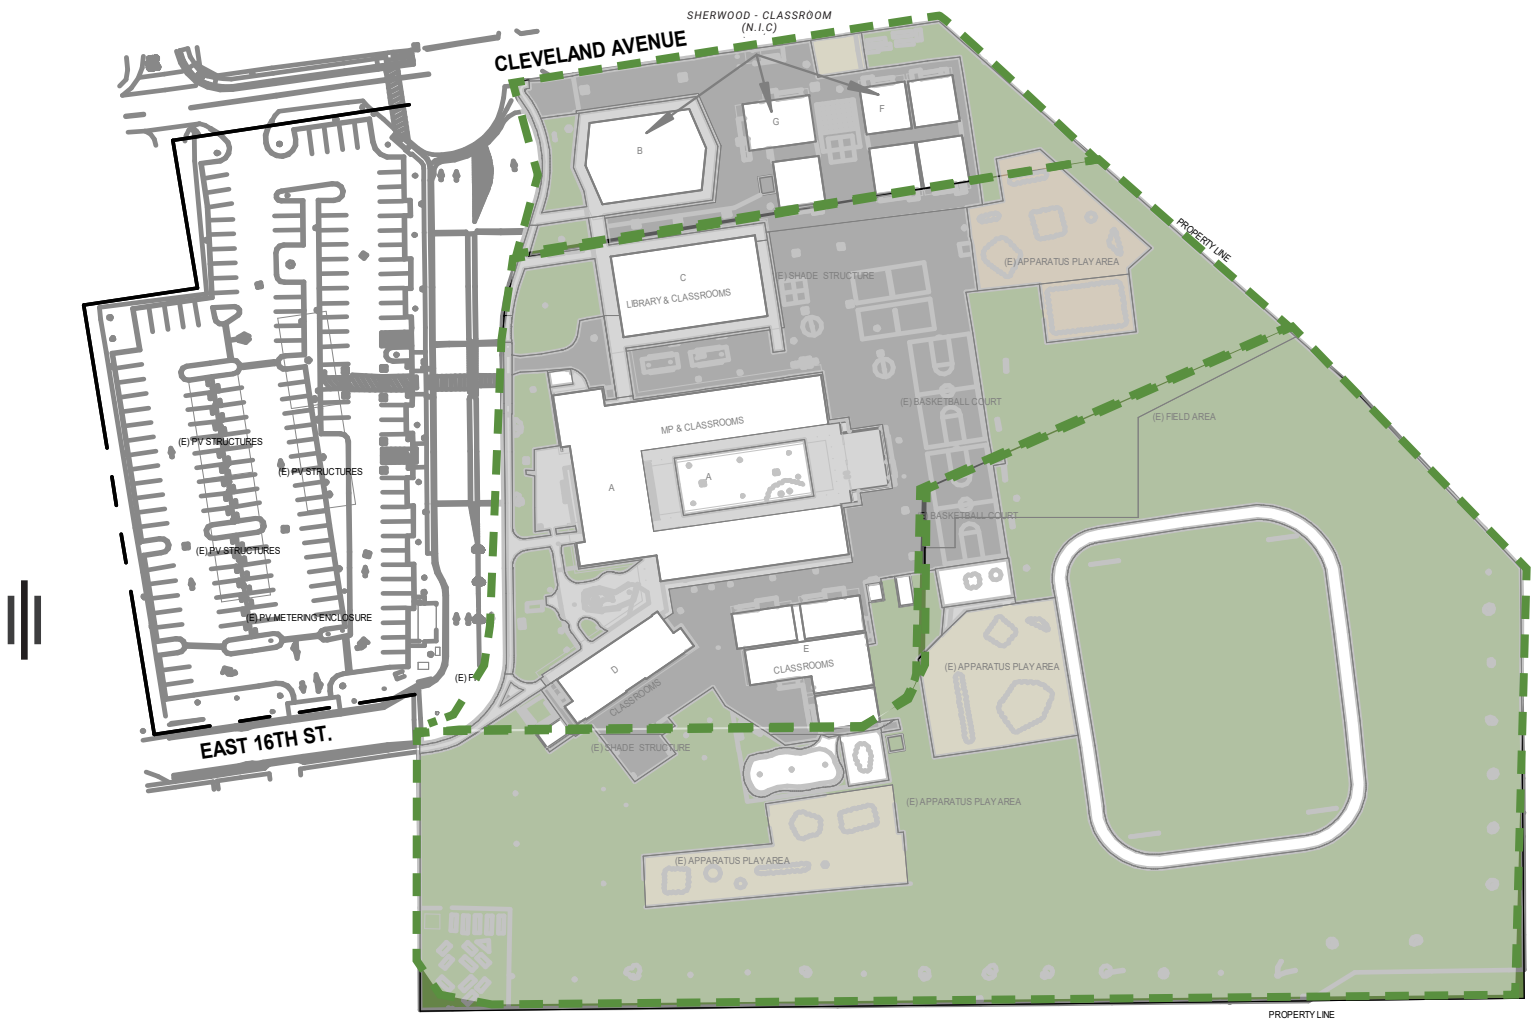 SHERWOOD - CLASSROOM
(N.I.C)
CLEVELAND AVENUE
F
G
B
PROPERTY LINE
(E) APPARATUS PLAY AREA
C
(E) SHADE STRUCTURE
LIBRARY & CLASSROOMS
(E) BASKETBALL COURT
(E) FIELD AREA
MP & CLASSROOMS
(E) PV STRUCTURES
(E) PV STRUCTURES
A
A
BASKETBALL COURT
(E) PV STRUCTURES
(E) PV METERING ENCLOSURE
E
CLASSROOMS
(E) APPARATUS PLAY AREA
D
CLASSROOMS
(E) F
EAST 16TH ST.
(E) SHADE STRUCTURE
(E) APPARATUS PLAY AREA
(E) APPARATUS PLAY AREA
PROPERTY LINE